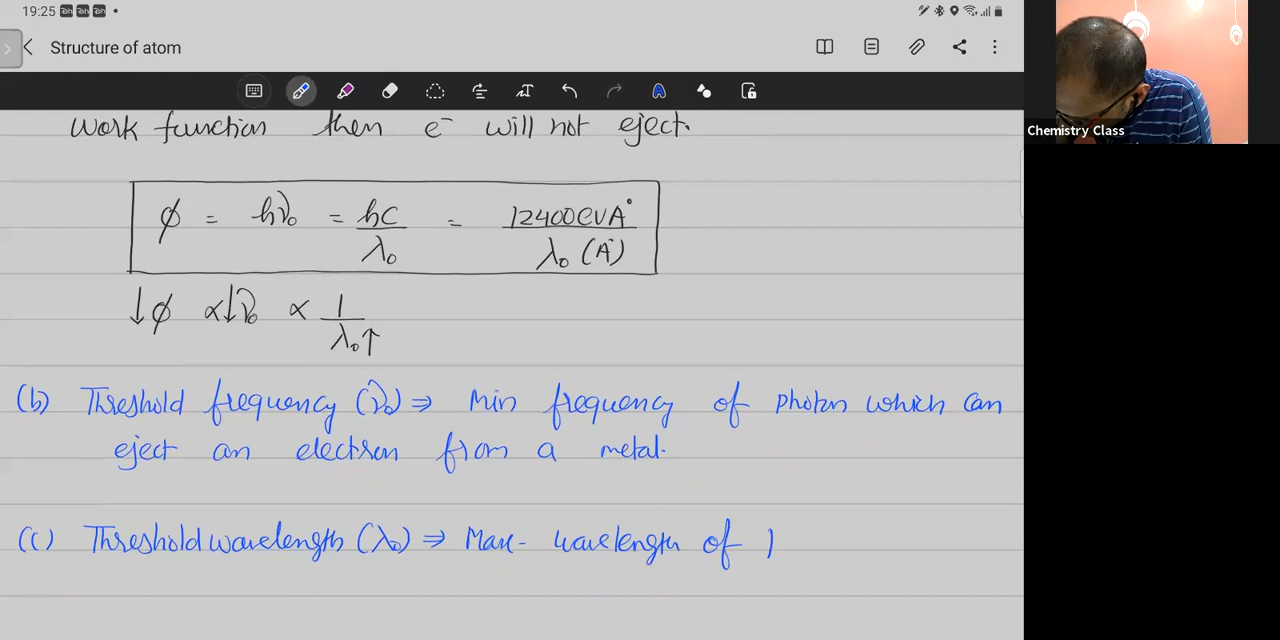 19:25
Structure of atom
Chemistry Class
work function then e⁻ will not eject.
ϕ = hν₀ = hc/λ₀ = 12400 eVA°/λ₀ (A°)
↓ϕ ∝ ↓ν₀ ∝ 1/λ₀↑
(b) Threshold frequency (ν₀) ⇒ Min frequency of photon which can
eject an electron from a metal.
(c) Threshold wavelength (λ₀) ⇒ Max- wavelength of